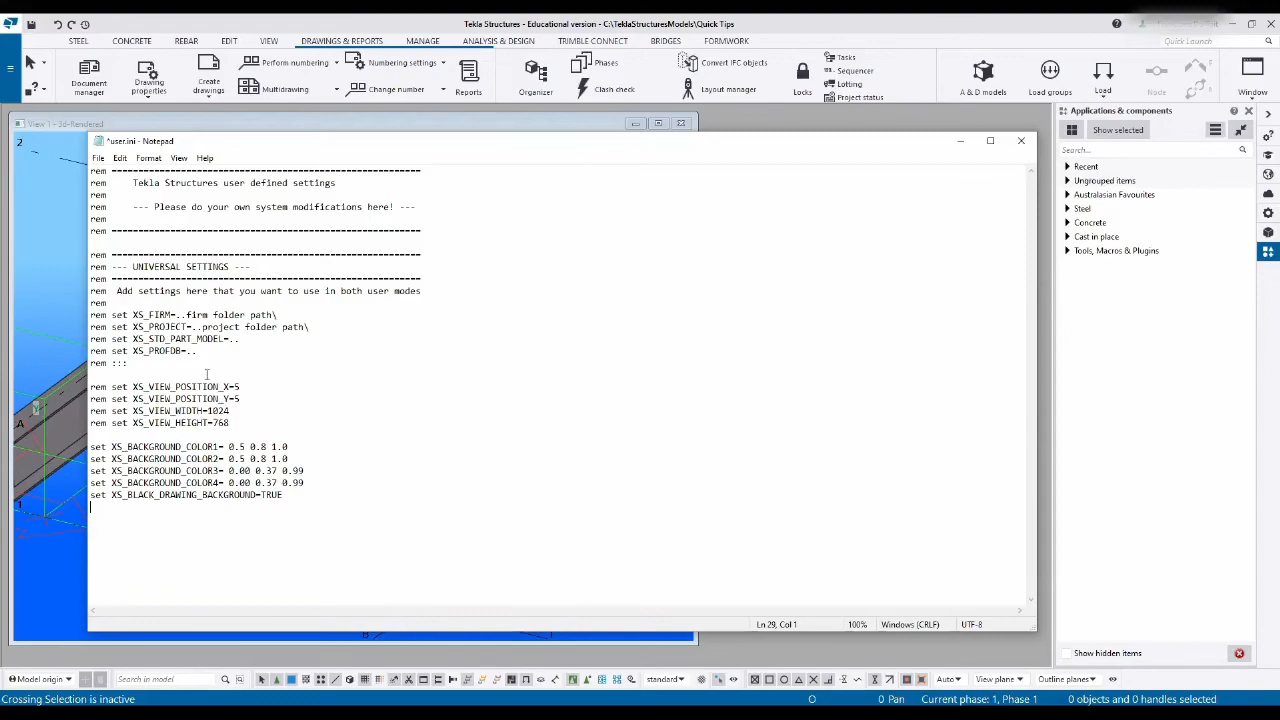 Tekla Structures - Educational version - C:\TeklaStructuresModels\Quick Tips
STEEL CONCRETE REBAR EDIT VIEW DRAWINGS & REPORTS MANAGE ANALYSIS & DESIGN TRIMBLE CONNECT BRIDGES FORMWORK
Quick Launch
Document manager
Drawing properties
Create drawings
Perform numbering
Multidrawing
Numbering settings
Change number
Reports
Organizer
Phases
Clash check
Convert IFC objects
Layout manager
Locks
Tasks
Sequencer
Lotting
Project status
A & D models
Load groups
Load
Node
Window
View 1 - 3d-Rendered
*user.ini - Notepad
File Edit Format View Help
rem ----------------------------------------------------------
rem     Tekla Structures user defined settings
rem
rem     --- Please do your own system modifications here! ---
rem
rem ----------------------------------------------------------
rem ----------------------------------------------------------
rem --- UNIVERSAL SETTINGS ---
rem ----------------------------------------------------------
rem  Add settings here that you want to use in both user modes
rem
rem set XS_FIRM=..firm folder path\
rem set XS_PROJECT=..project folder path\
rem set XS_STD_PART_MODEL=..
rem set XS_PROFDB=..
rem :::
rem set XS_VIEW_POSITION_X=5
rem set XS_VIEW_POSITION_Y=5
rem set XS_VIEW_WIDTH=1024
rem set XS_VIEW_HEIGHT=768
set XS_BACKGROUND_COLOR1= 0.5 0.8 1.0
set XS_BACKGROUND_COLOR2= 0.5 0.8 1.0
set XS_BACKGROUND_COLOR3= 0.00 0.37 0.99
set XS_BACKGROUND_COLOR4= 0.00 0.37 0.99
set XS_BLACK_DRAWING_BACKGROUND=TRUE
Ln 29, Col 1 100% Windows (CRLF) UTF-8
2
A
1
Applications & components
Show selected
Search...
Recent
Ungrouped items
Australasian Favourites
Steel
Concrete
Cast in place
Tools, Macros & Plugins
Show hidden items
Model origin
Search in model
standard
Auto
View plane
Outline planes
Crossing Selection is inactive
O
0 Pan
Current phase: 1, Phase 1
0 objects and 0 handles selected